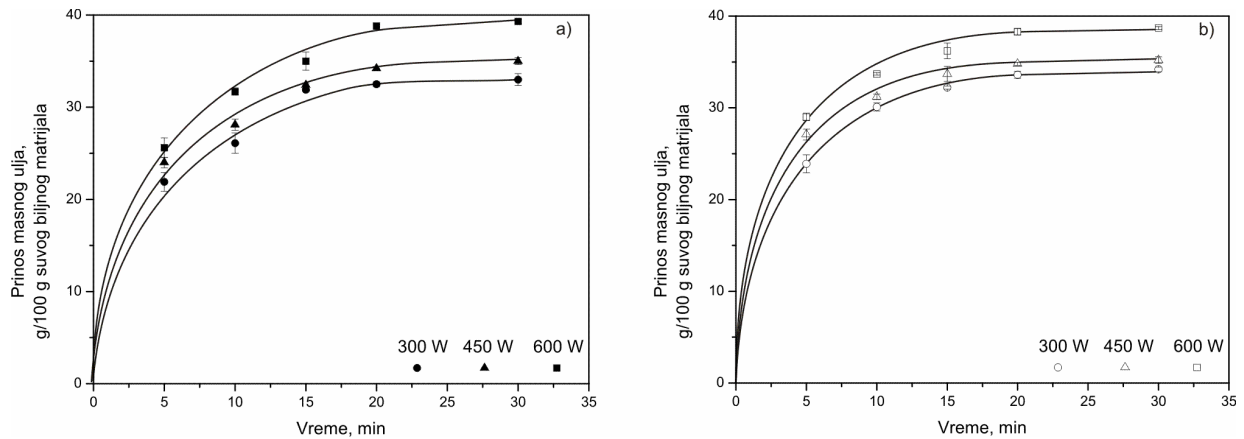 a)
40
30
20
10
0
Prinos masnog ulja,
g/100 g suvog biljnog matrijala
300 W 450 W 600 W
0 5 10 15 20 25 30 35
Vreme, min
b)
40
30
20
10
0
Prinos masnog ulja,
g/100 g suvog biljnog matrijala
300 W 450 W 600 W
0 5 10 15 20 25 30 35
Vreme, min